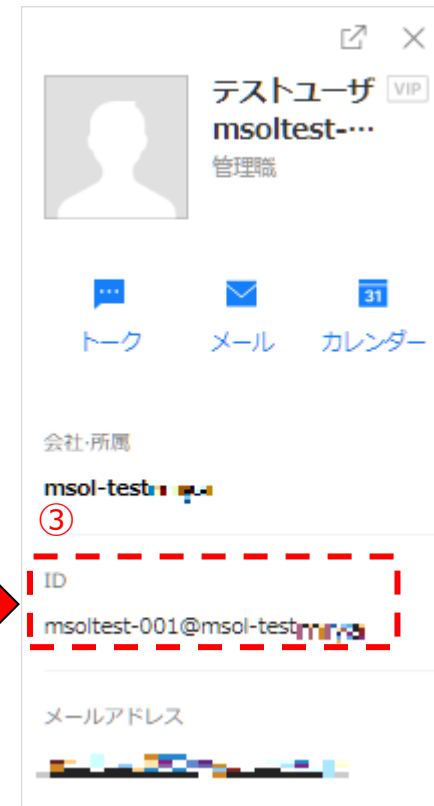 テストユーザ VIP
msoltest-…
管理職
31
トーク メール カレンダー
会社·所属
msol-test
③
ID
msoltest-001@msol-test
メールアドレス